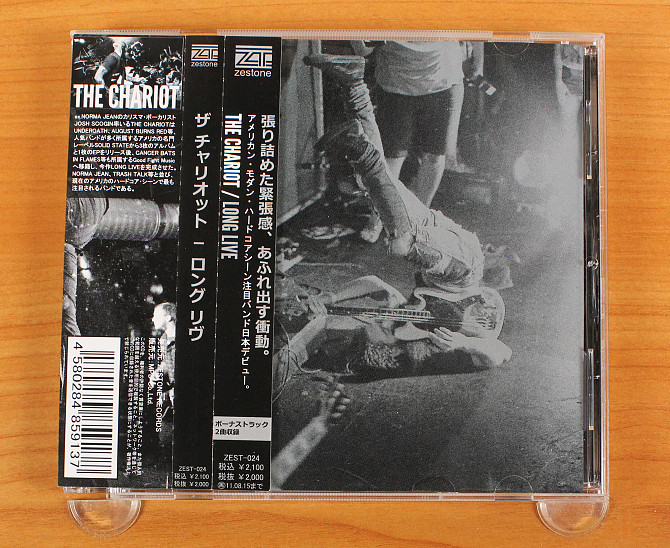 THE CHARIOT
元NORMA JEANのカリスマ・ボーカリスト
JOSH SCOGIN率いるTHE CHARIOTは
UNDEROATH, AUGUST BURNS RED等、
人気バンドが多く所属するアメリカの名門
レーベルSOLID STATEから3枚のアルバム
と1枚のEPをリリース後、CANCER BATS
IN FLAMES等も所属するGood Fight Music
へ移籍し、今作LONG LIVEを完成させた。
NORMA JEAN, TRASH TALK等と並び、
現在のアメリカのハードコア・シーンで最も
注目されるバンドである。
4 580284 859137
zestone
ザ チャリオット – ロング リヴ
ZEST-024
税込 ¥2,100
税抜 ¥2,000
zestone
張り詰めた緊張感、あふれ出す衝動。
アメリカン・モダン・ハードコアシーン注目バンド日本デビュー。
THE CHARIOT / LONG LIVE
ボーナストラック
2曲収録
ZEST-024
税込 ¥2,100
税抜 ¥2,000
11.08.15まで